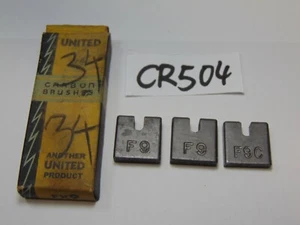 UNITED
34
CARBON
BRUSHES
34
ANOTHER
UNITED
PRODUCT
CR504
F9
F9
F9C